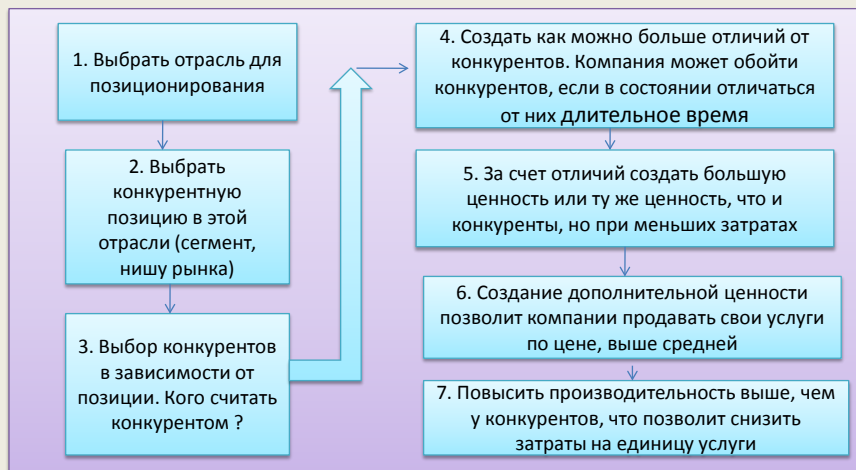 1. Выбрать отрасль для
позиционирования
2. Выбрать
конкурентную
позицию в этой
отрасли (сегмент,
нишу рынка)
3. Выбор конкурентов
в зависимости от
позиции. Кого считать
конкурентом ?
4. Создать как можно больше отличий от
конкурентов. Компания может обойти
конкурентов, если в состоянии отличаться
от них длительное время
5. За счет отличий создать большую
ценность или ту же ценность, что и
конкуренты, но при меньших затратах
6. Создание дополнительной ценности
позволит компании продавать свои услуги
по цене, выше средней
7. Повысить производительность выше, чем
у конкурентов, что позволит снизить
затраты на единицу услуги